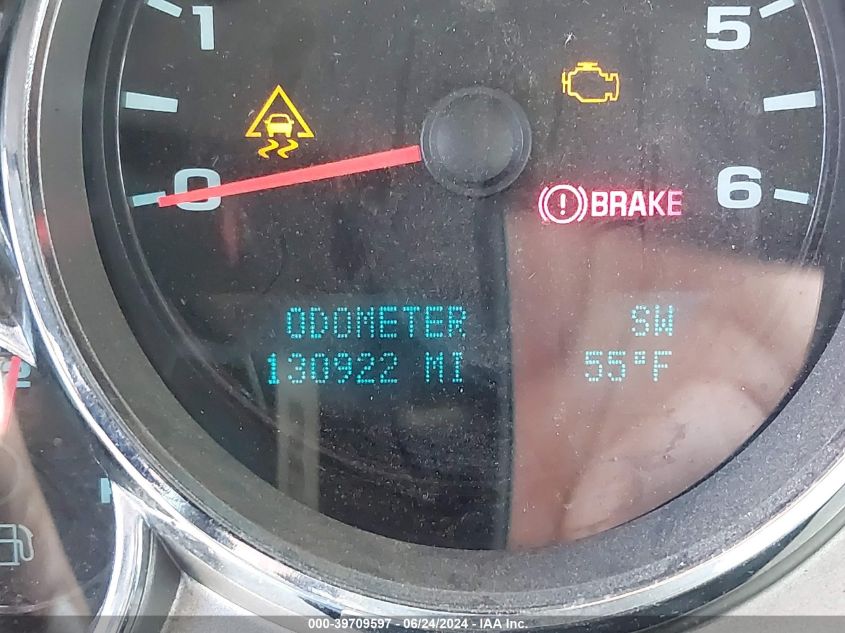 1 5
0 6
BRAKE
ODOMETER SW
130922 MI 55°F
000-39709597 - 06/24/2024 - IAA Inc.